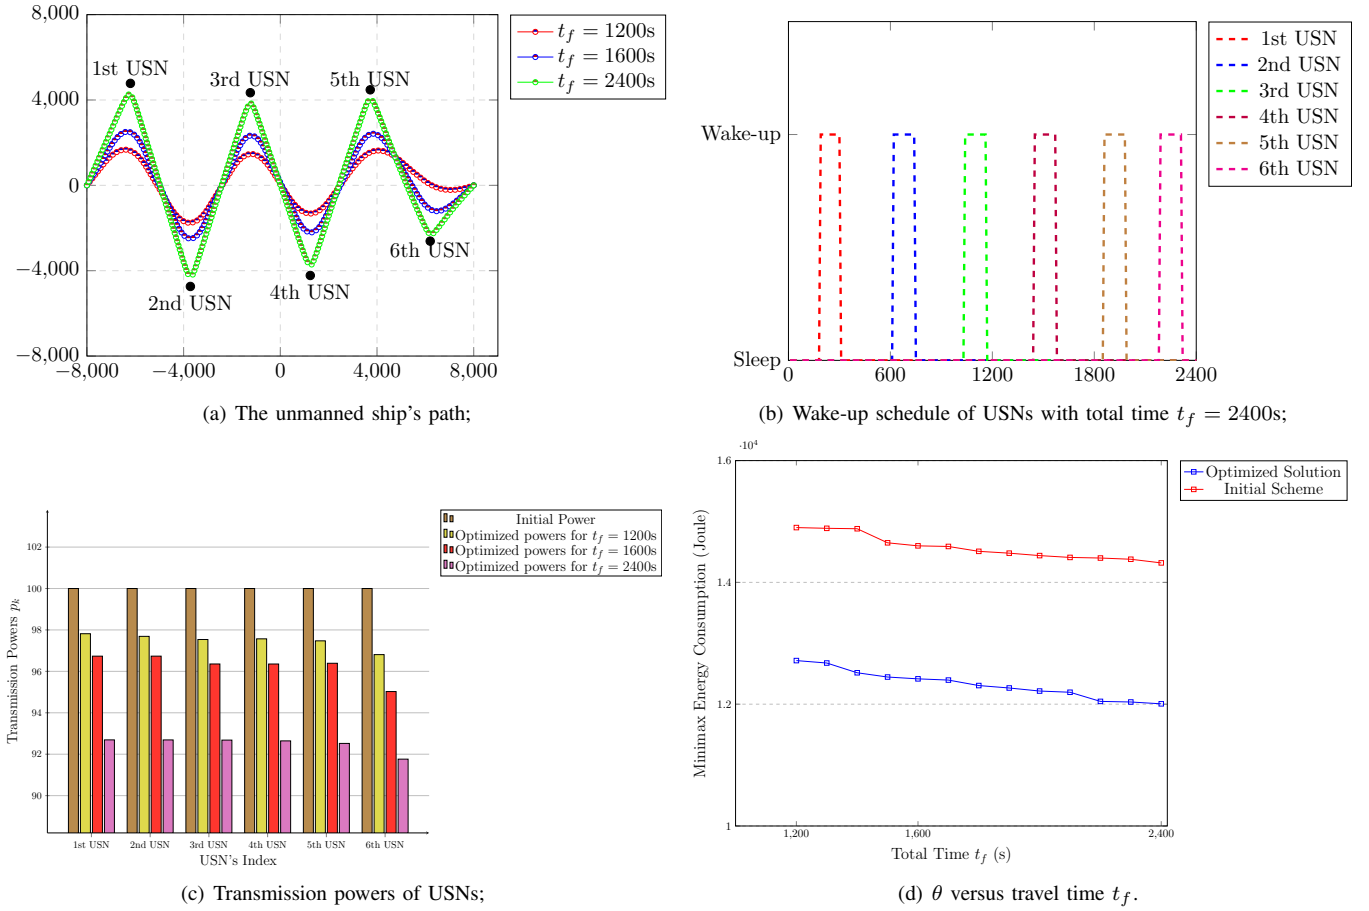 8,000
4,000
0
−4,000
−8,000
−8,000 −4,000 0 4,000 8,000
1st USN
3rd USN
5th USN
2nd USN
4th USN
6th USN
t_f = 1200s
t_f = 1600s
t_f = 2400s
(a) The unmanned ship's path;
Wake-up
Sleep
0 600 1200 1800 2400
1st USN
2nd USN
3rd USN
4th USN
5th USN
6th USN
(b) Wake-up schedule of USNs with total time t_f = 2400s;
Transmission Powers p_k
102
100
98
96
94
92
90
1st USN 2nd USN 3rd USN 4th USN 5th USN 6th USN
USN's Index
Initial Power
Optimized powers for t_f = 1200s
Optimized powers for t_f = 1600s
Optimized powers for t_f = 2400s
(c) Transmission powers of USNs;
·10^4
Minimax Energy Consumption (Joule)
1.6
1.4
1.2
1
1,200 1,600 2,400
Total Time t_f (s)
Optimized Solution
Initial Scheme
(d) θ versus travel time t_f.